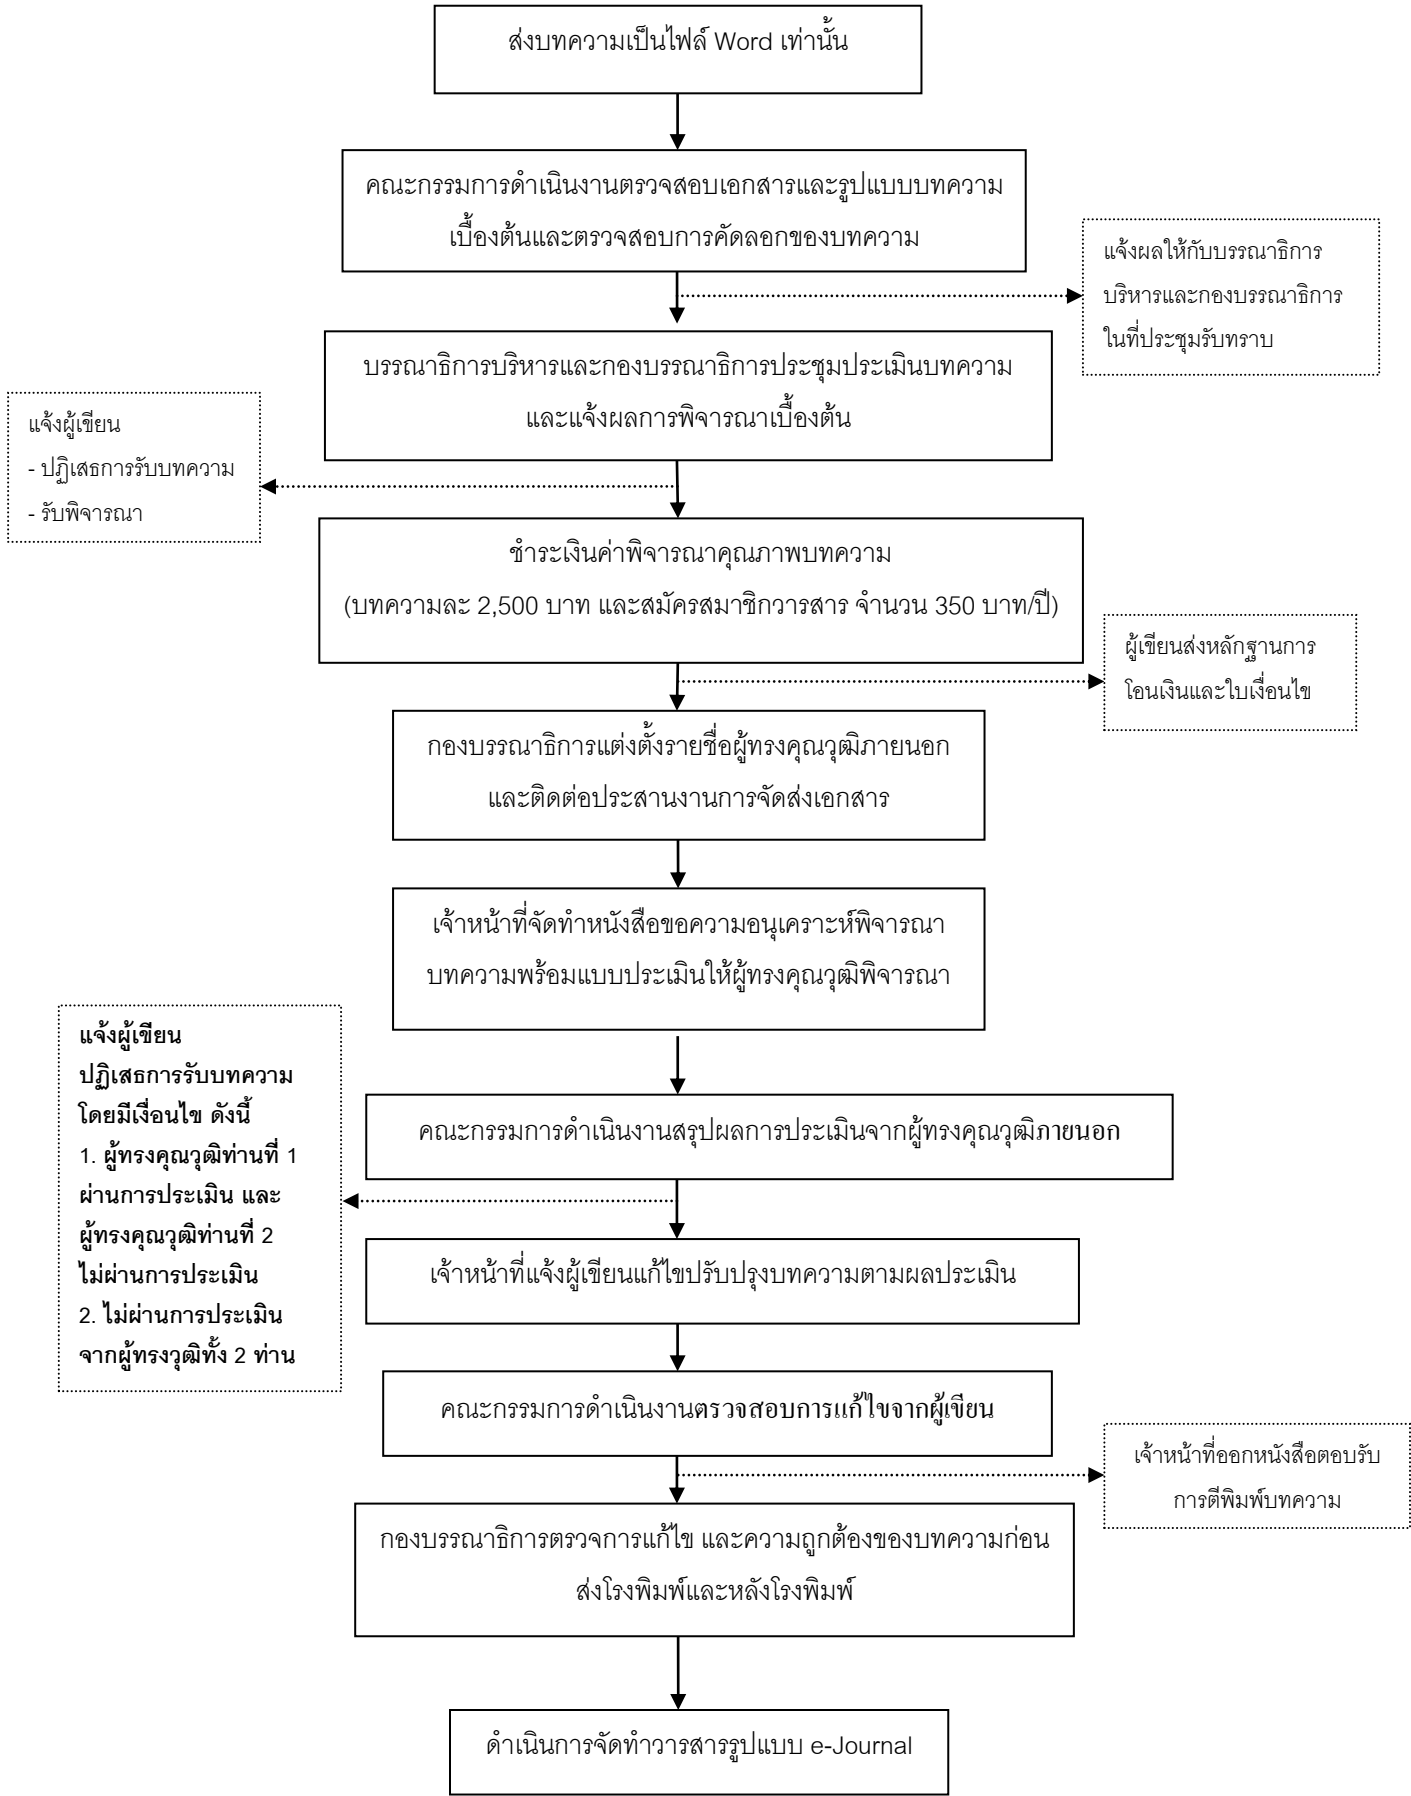 ส่งบทความเป็นไฟล์ Word เท่านั้น
คณะกรรมการดำเนินงานตรวจสอบเอกสารและรูปแบบบทความ
เบื้องต้นและตรวจสอบการคัดลอกของบทความ
แจ้งผลให้กับบรรณาธิการ
บริหารและกองบรรณาธิการ
ในที่ประชุมรับทราบ
บรรณาธิการบริหารและกองบรรณาธิการประชุมประเมินบทความ
และแจ้งผลการพิจารณาเบื้องต้น
แจ้งผู้เขียน
- ปฏิเสธการรับบทความ
- รับพิจารณา
ชำระเงินค่าพิจารณาคุณภาพบทความ
(บทความละ 2,500 บาท และสมัครสมาชิกวารสาร จำนวน 350 บาท/ปี)
ผู้เขียนส่งหลักฐานการ
โอนเงินและใบเงื่อนไข
กองบรรณาธิการแต่งตั้งรายชื่อผู้ทรงคุณวุฒิภายนอก
และติดต่อประสานงานการจัดส่งเอกสาร
เจ้าหน้าที่จัดทำหนังสือขอความอนุเคราะห์พิจารณา
บทความพร้อมแบบประเมินให้ผู้ทรงคุณวุฒิพิจารณา
แจ้งผู้เขียน
ปฏิเสธการรับบทความ
โดยมีเงื่อนไข ดังนี้
1. ผู้ทรงคุณวุฒิท่านที่ 1
ผ่านการประเมิน และ
ผู้ทรงคุณวุฒิท่านที่ 2
ไม่ผ่านการประเมิน
2. ไม่ผ่านการประเมิน
จากผู้ทรงวุฒิทั้ง 2 ท่าน
คณะกรรมการดำเนินงานสรุปผลการประเมินจากผู้ทรงคุณวุฒิภายนอก
เจ้าหน้าที่แจ้งผู้เขียนแก้ไขปรับปรุงบทความตามผลประเมิน
คณะกรรมการดำเนินงานตรวจสอบการแก้ไขจากผู้เขียน
เจ้าหน้าที่ออกหนังสือตอบรับ
การตีพิมพ์บทความ
กองบรรณาธิการตรวจการแก้ไข และความถูกต้องของบทความก่อน
ส่งโรงพิมพ์และหลังโรงพิมพ์
ดำเนินการจัดทำวารสารรูปแบบ e-Journal